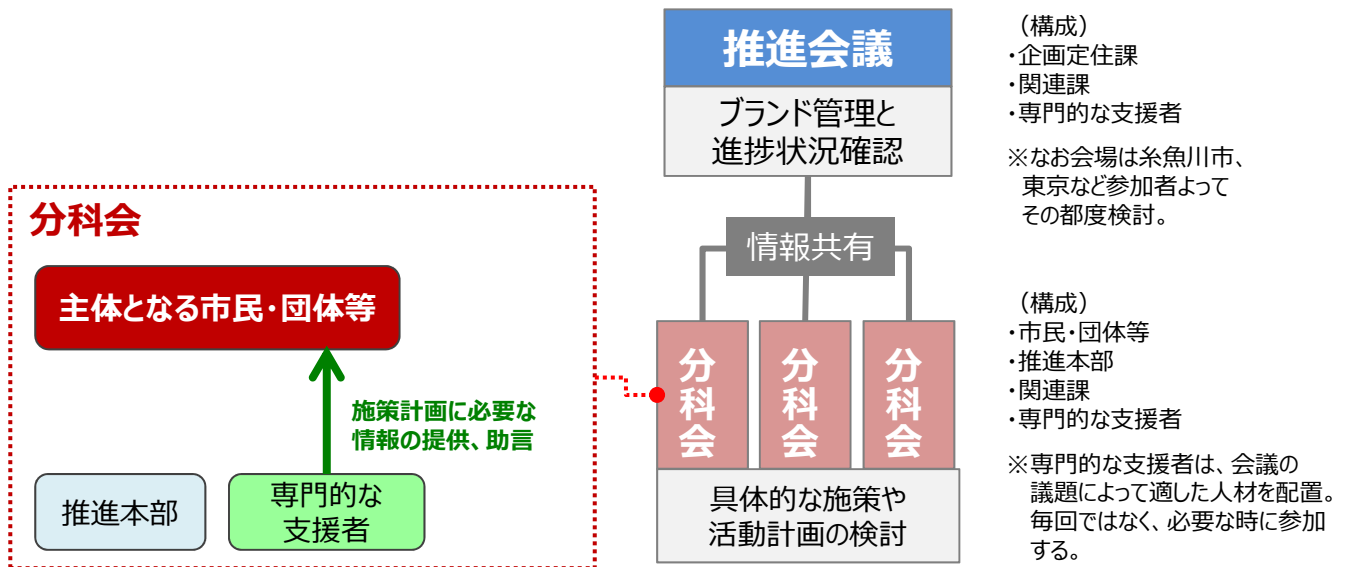 推進会議
ブランド管理と
進捗状況確認
(構成)
・企画定住課
・関連課
・専門的な支援者
※なお会場は糸魚川市、
東京など参加者よって
その都度検討。
情報共有
分科会
分科会
分科会
具体的な施策や
活動計画の検討
(構成)
・市民・団体等
・推進本部
・関連課
・専門的な支援者
※専門的な支援者は、会議の
議題によって適した人材を配置。
毎回ではなく、必要な時に参加
する。
分科会
主体となる市民・団体等
施策計画に必要な
情報の提供、助言
推進本部
専門的な
支援者